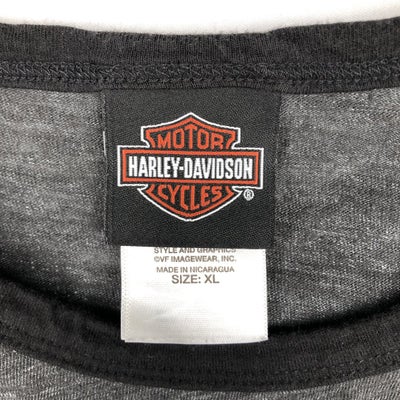 MOTOR
HARLEY-DAVIDSON
CYCLES®
STYLE AND GRAPHICS
©VF IMAGEWEAR, INC.
MADE IN NICARAGUA
SIZE: XL